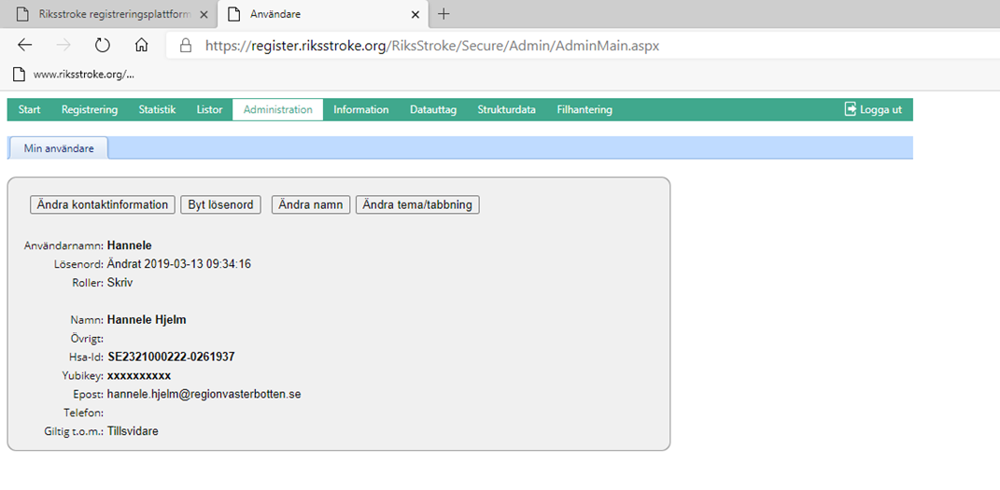 Riksstroke registreringsplattform
Användare
https://register.riksstroke.org/RiksStroke/Secure/Admin/AdminMain.aspx
www.riksstroke.org/...
Start Registrering Statistik Listor Administration Information Datauttag Strukturdata Filhantering Logga ut
Min användare
Ändra kontaktinformation Byt lösenord Ändra namn Ändra tema/tabbning
Användarnamn: Hannele
Lösenord: Ändrat 2019-03-13 09:34:16
Roller: Skriv
Namn: Hannele Hjelm
Övrigt:
Hsa-Id: SE2321000222-0261937
Yubikey: xxxxxxxxxx
Epost: hannele.hjelm@regionvasterbotten.se
Telefon:
Giltig t.o.m.: Tillsvidare